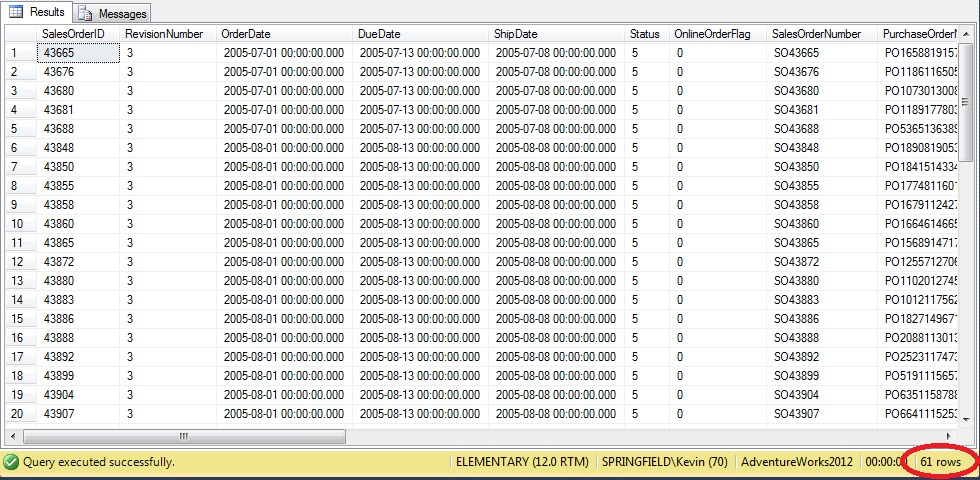 Results Messages
SalesOrderID RevisionNumber OrderDate DueDate ShipDate Status OnlineOrderFlag SalesOrderNumber
1 43665 3 2005-07-01 00:00:00.000 2005-07-13 00:00:00.000 2005-07-08 00:00:00.000 5 0 SO43665 PO1658819157
2 43676 3 2005-07-01 00:00:00.000 2005-07-13 00:00:00.000 2005-07-08 00:00:00.000 5 0 SO43676 PO1186116505
3 43680 3 2005-07-01 00:00:00.000 2005-07-13 00:00:00.000 2005-07-08 00:00:00.000 5 0 SO43680 PO1073013008
4 43681 3 2005-07-01 00:00:00.000 2005-07-13 00:00:00.000 2005-07-08 00:00:00.000 5 0 SO43681 PO1189177803
5 43688 3 2005-07-01 00:00:00.000 2005-07-13 00:00:00.000 2005-07-08 00:00:00.000 5 0 SO43688 PO5365136389
6 43848 3 2005-08-01 00:00:00.000 2005-08-13 00:00:00.000 2005-08-08 00:00:00.000 5 0 SO43848 PO1890819053
7 43850 3 2005-08-01 00:00:00.000 2005-08-13 00:00:00.000 2005-08-08 00:00:00.000 5 0 SO43850 PO1841514334
8 43855 3 2005-08-01 00:00:00.000 2005-08-13 00:00:00.000 2005-08-08 00:00:00.000 5 0 SO43855 PO1774811601
9 43858 3 2005-08-01 00:00:00.000 2005-08-13 00:00:00.000 2005-08-08 00:00:00.000 5 0 SO43858 PO1679112427
10 43860 3 2005-08-01 00:00:00.000 2005-08-13 00:00:00.000 2005-08-08 00:00:00.000 5 0 SO43860 PO1664614665
11 43865 3 2005-08-01 00:00:00.000 2005-08-13 00:00:00.000 2005-08-08 00:00:00.000 5 0 SO43865 PO1568914717
12 43872 3 2005-08-01 00:00:00.000 2005-08-13 00:00:00.000 2005-08-08 00:00:00.000 5 0 SO43872 PO1255712706
13 43880 3 2005-08-01 00:00:00.000 2005-08-13 00:00:00.000 2005-08-08 00:00:00.000 5 0 SO43880 PO1102012745
14 43883 3 2005-08-01 00:00:00.000 2005-08-13 00:00:00.000 2005-08-08 00:00:00.000 5 0 SO43883 PO1012117562
15 43886 3 2005-08-01 00:00:00.000 2005-08-13 00:00:00.000 2005-08-08 00:00:00.000 5 0 SO43886 PO1827149671
16 43888 3 2005-08-01 00:00:00.000 2005-08-13 00:00:00.000 2005-08-08 00:00:00.000 5 0 SO43888 PO2088113013
17 43892 3 2005-08-01 00:00:00.000 2005-08-13 00:00:00.000 2005-08-08 00:00:00.000 5 0 SO43892 PO2523117473
18 43899 3 2005-08-01 00:00:00.000 2005-08-13 00:00:00.000 2005-08-08 00:00:00.000 5 0 SO43899 PO5191115657
19 43904 3 2005-08-01 00:00:00.000 2005-08-13 00:00:00.000 2005-08-08 00:00:00.000 5 0 SO43904 PO6351158788
20 43907 3 2005-08-01 00:00:00.000 2005-08-13 00:00:00.000 2005-08-08 00:00:00.000 5 0 SO43907 PO6641115253
Query executed successfully. ELEMENTARY (12.0 RTM) SPRINGFIELD\Kevin (70) AdventureWorks2012 61 rows